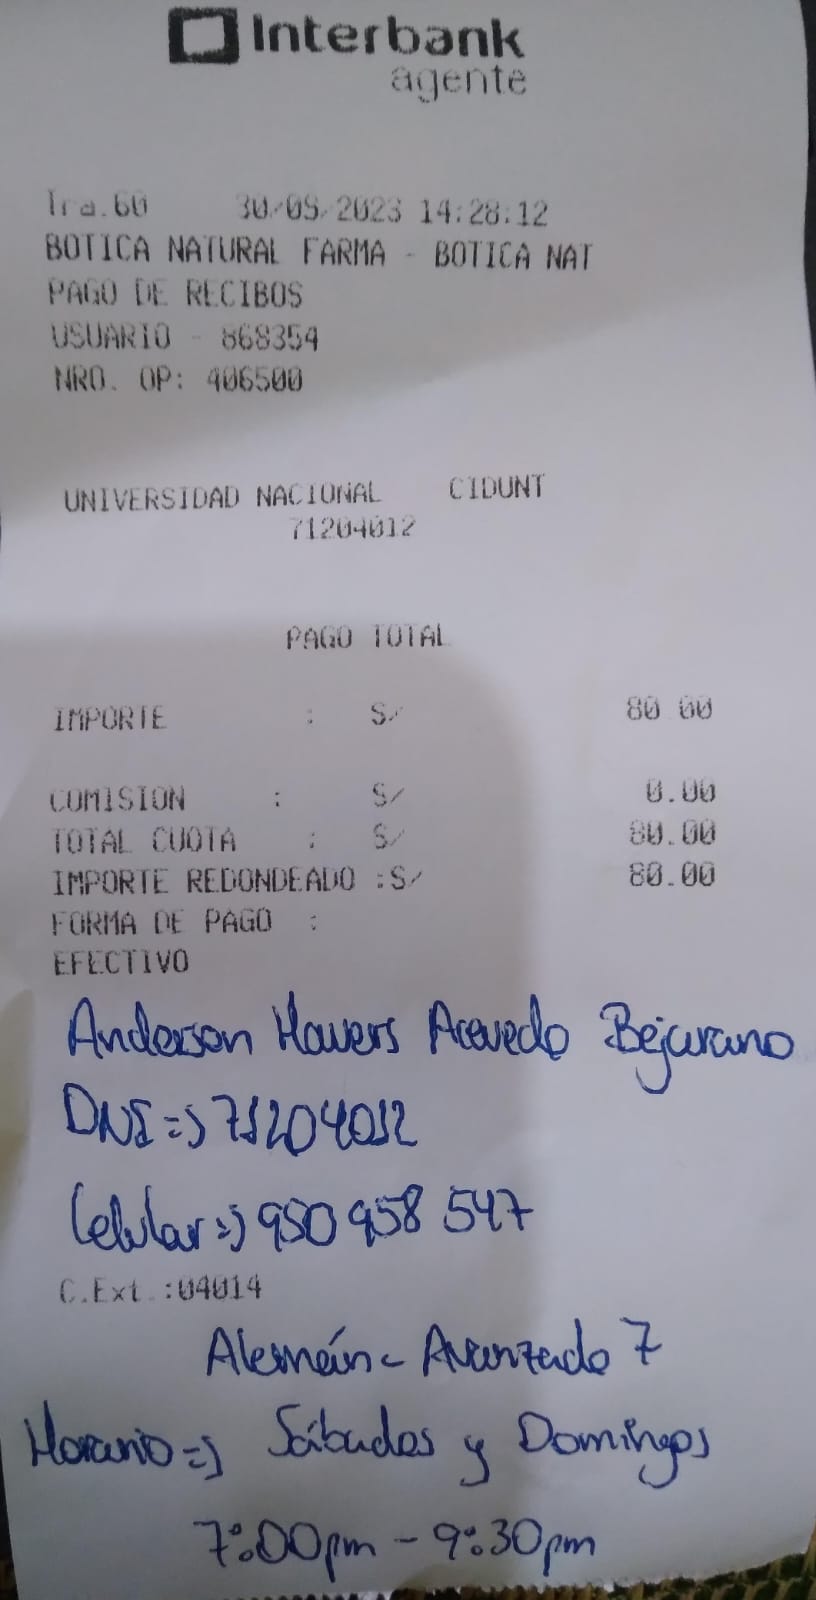 Interbank
agente
Tra.60 30/09/2023 14:28:12
BOTICA NATURAL FARMA - BOTICA NAT
PAGO DE RECIBOS
USUARIO - 868354
NRO. OP: 406500
UNIVERSIDAD NACIONAL CIDUNT
71204012
PAGO TOTAL
IMPORTE : S/ 80.00
COMISION : S/ 0.00
TOTAL CUOTA : S/ 80.00
IMPORTE REDONDEADO :S/ 80.00
FORMA DE PAGO :
EFECTIVO
Anderson Havers Acevedo Bejarano
DNI => 71204012
Celular => 950 958 547
C.Ext.:04014
Alemán - Avanzado 7
Horario => Sábados y Domingos
7:00pm - 9:30pm